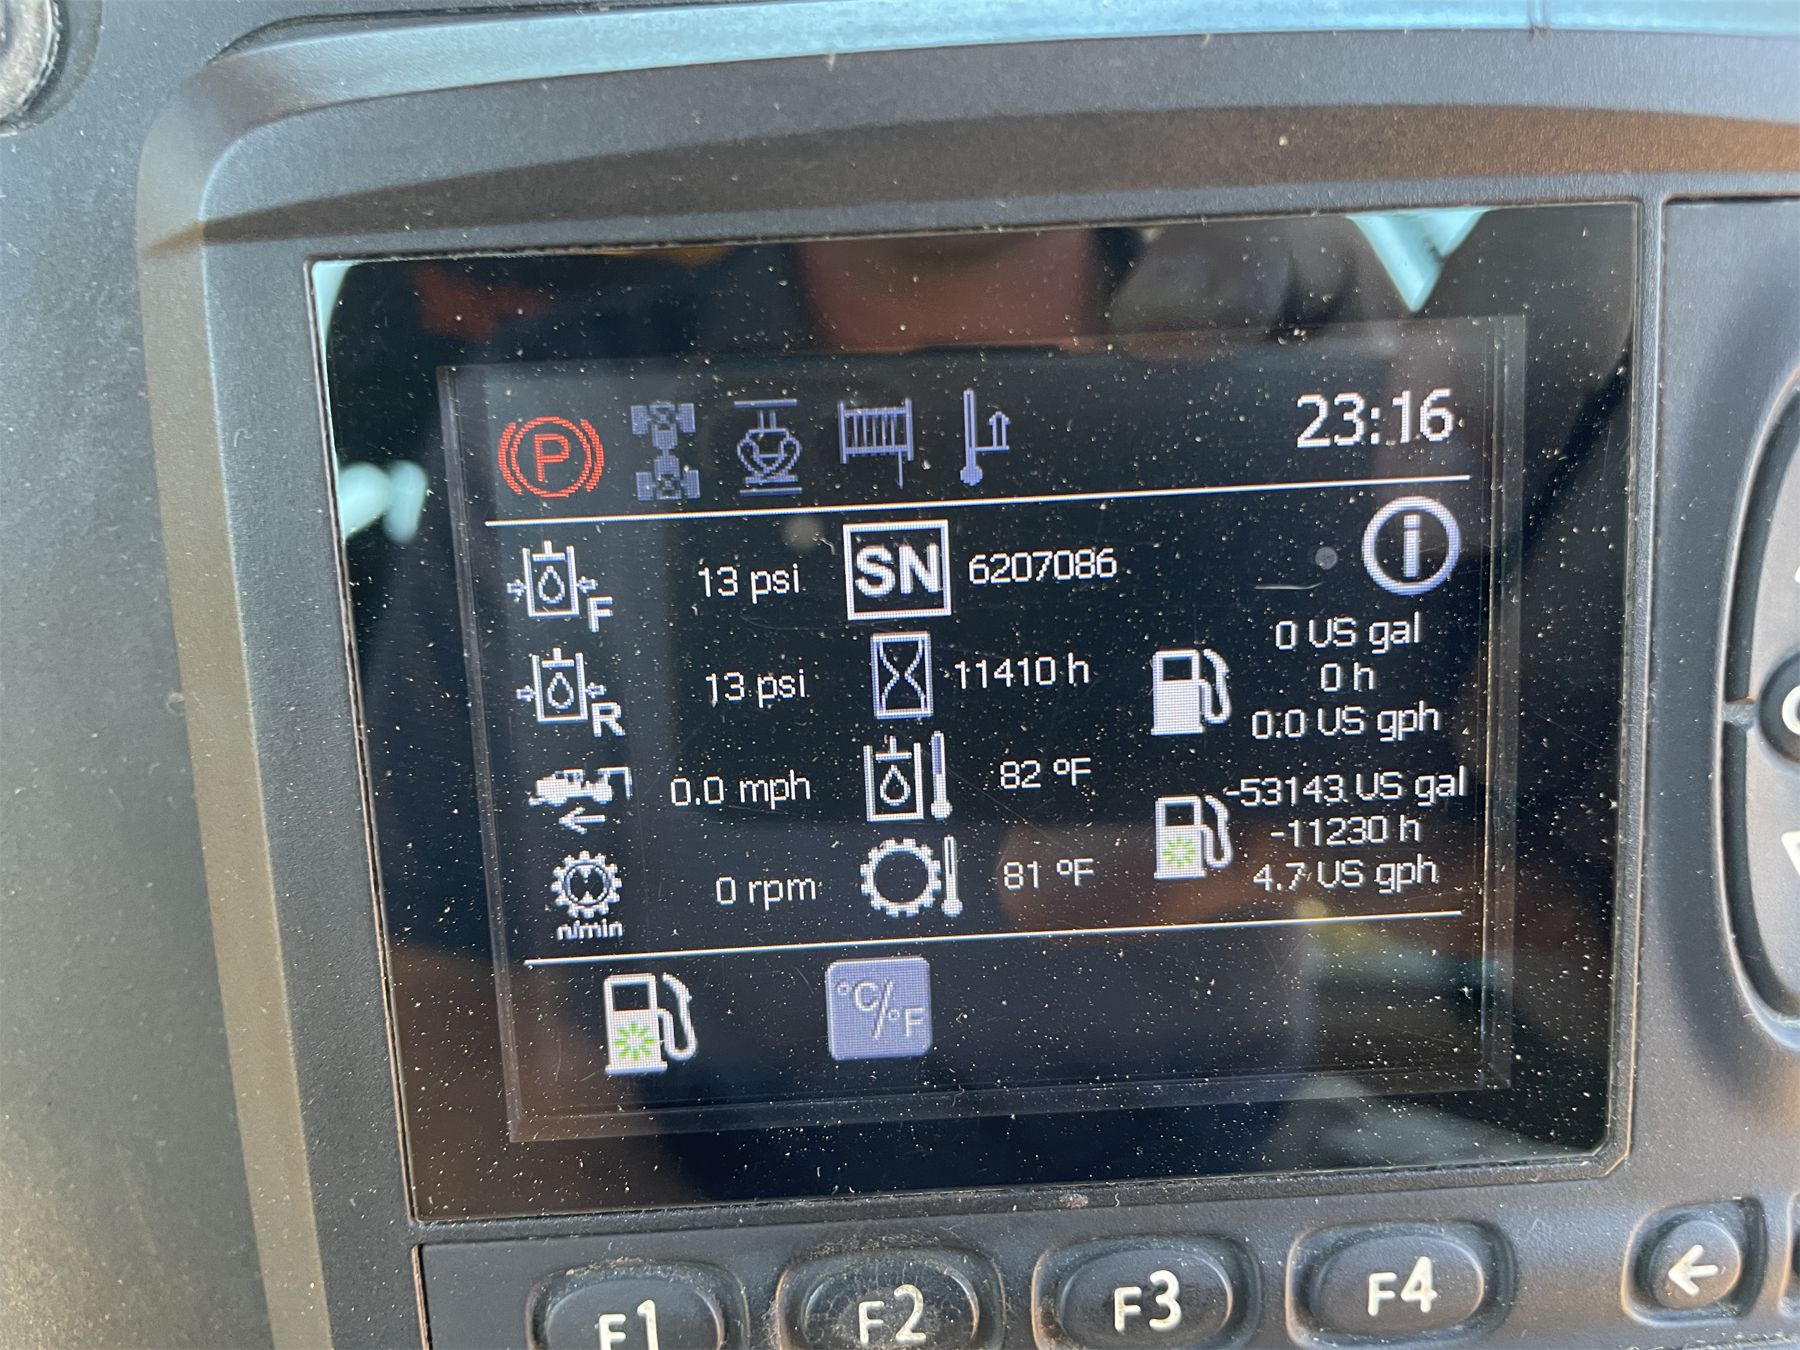 P
23:16
F 13 psi
SN 6207086
i
0 US gal
R 13 psi
11410 h
0 h
0.0 US gph
0.0 mph
82 °F
-53143 US gal
-11230 h
n/min 0 rpm
81 °F
4.7 US gph
°C/°F
F1 F2 F3 F4